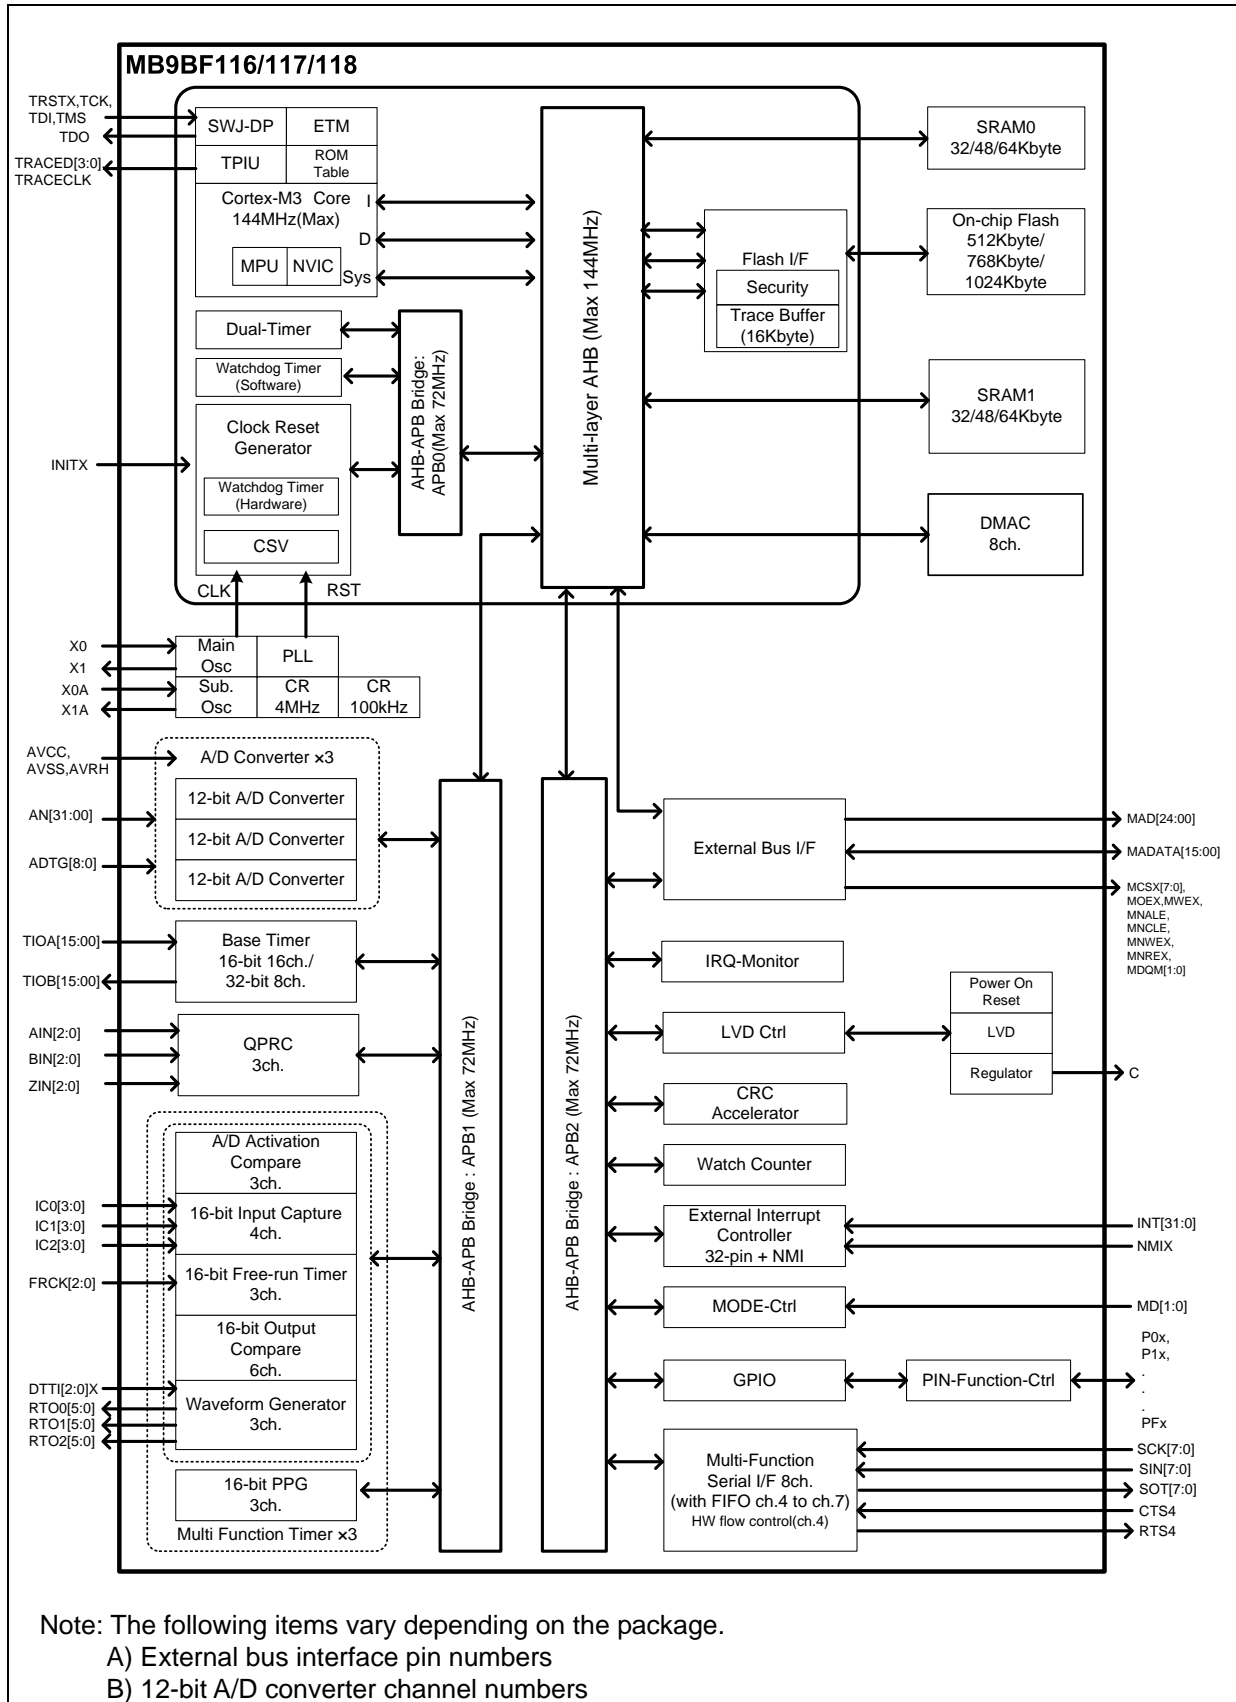 MB9BF116/117/118
TRSTX,TCK,
TDI,TMS
TDO
TRACED[3:0],
TRACECLK
SWJ-DP
ETM
TPIU
ROM
Table
Cortex-M3 Core
144MHz(Max)
I
D
Sys
MPU
NVIC
Dual-Timer
Watchdog Timer
(Software)
Clock Reset
Generator
Watchdog Timer
(Hardware)
CSV
INITX
CLK
RST
AHB-APB Bridge:
APB0(Max 72MHz)
Multi-layer AHB (Max 144MHz)
Flash I/F
Security
Trace Buffer
(16Kbyte)
SRAM0
32/48/64Kbyte
On-chip Flash
512Kbyte/
768Kbyte/
1024Kbyte
SRAM1
32/48/64Kbyte
DMAC
8ch.
X0
X1
X0A
X1A
Main
Osc
PLL
Sub.
Osc
CR
4MHz
CR
100kHz
AVCC,
AVSS,AVRH
AN[31:00]
ADTG[8:0]
A/D Converter ×3
12-bit A/D Converter
12-bit A/D Converter
12-bit A/D Converter
TIOA[15:00]
TIOB[15:00]
Base Timer
16-bit 16ch./
32-bit 8ch.
AIN[2:0]
BIN[2:0]
ZIN[2:0]
QPRC
3ch.
A/D Activation
Compare
3ch.
IC0[3:0]
IC1[3:0]
IC2[3:0]
16-bit Input Capture
4ch.
FRCK[2:0]
16-bit Free-run Timer
3ch.
16-bit Output
Compare
6ch.
DTTI[2:0]X
RTO0[5:0]
RTO1[5:0]
RTO2[5:0]
Waveform Generator
3ch.
16-bit PPG
3ch.
Multi Function Timer ×3
AHB-APB Bridge : APB1 (Max 72MHz)
AHB-APB Bridge : APB2 (Max 72MHz)
External Bus I/F
MAD[24:00]
MADATA[15:00]
MCSX[7:0],
MOEX,MWEX,
MNALE,
MNCLE,
MNWEX,
MNREX,
MDQM[1:0]
IRQ-Monitor
LVD Ctrl
Power On
Reset
LVD
Regulator
C
CRC
Accelerator
Watch Counter
External Interrupt
Controller
32-pin + NMI
INT[31:0]
NMIX
MODE-Ctrl
MD[1:0]
GPIO
PIN-Function-Ctrl
P0x,
P1x,
.
.
.
PFx
Multi-Function
Serial I/F 8ch.
(with FIFO ch.4 to ch.7)
HW flow control(ch.4)
SCK[7:0]
SIN[7:0]
SOT[7:0]
CTS4
RTS4
Note: The following items vary depending on the package.
A) External bus interface pin numbers
B) 12-bit A/D converter channel numbers